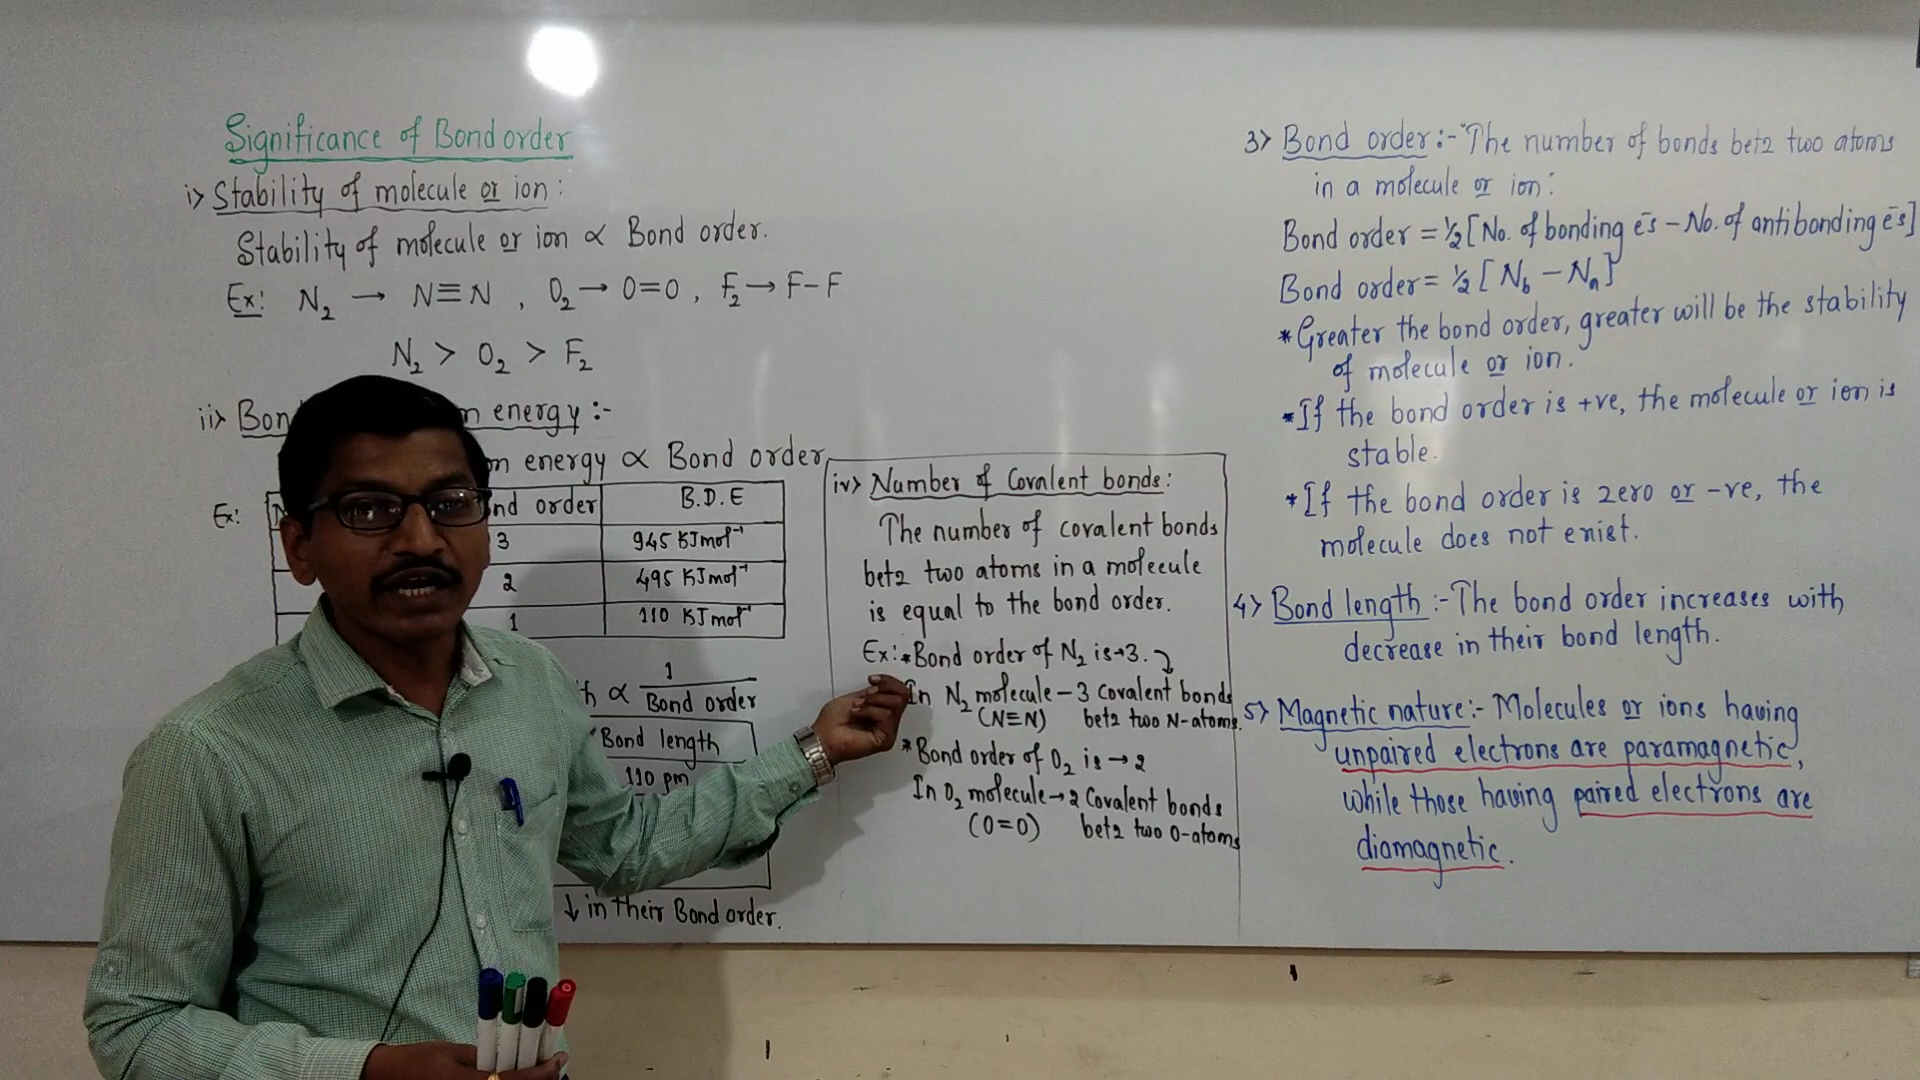 Significance of Bond order
i> Stability of molecule or ion :
Stability of molecule or ion ∝ Bond order.
Ex: N₂ → N≡N , O₂ → O=O , F₂ → F-F
N₂ > O₂ > F₂
ii> energy :-
energy ∝ Bond order
Ex: order B.D.E
3 945 KJmol⁻¹
2 495 KJmol⁻¹
1 110 KJmol⁻¹
∝ 1/Bond order
Bond length
110 pm
↓ in their Bond order.
iv> Number of Covalent bonds:
The number of covalent bonds
bet₂ two atoms in a molecule
is equal to the bond order.
Ex: * Bond order of N₂ is → 3.
In N₂ molecule – 3 covalent bonds
(N≡N) bet₂ two N-atoms.
* Bond order of O₂ is → 2
In O₂ molecule → 2 Covalent bonds
(O=O) bet₂ two O-atoms
3> Bond order :- The number of bonds bet₂ two atoms
in a molecule or ion.
Bond order = ½ [No. of bonding e⁻s – No. of antibonding e⁻s]
Bond order = ½ [N_b – N_a]
* Greater the bond order, greater will be the stability
of molecule or ion.
* If the bond order is +ve, the molecule or ion is
stable.
* If the bond order is zero or -ve, the
molecule does not exist.
4> Bond length :- The bond order increases with
decrease in their bond length.
5> Magnetic nature :- Molecules or ions having
unpaired electrons are paramagnetic,
while those having paired electrons are
diamagnetic.